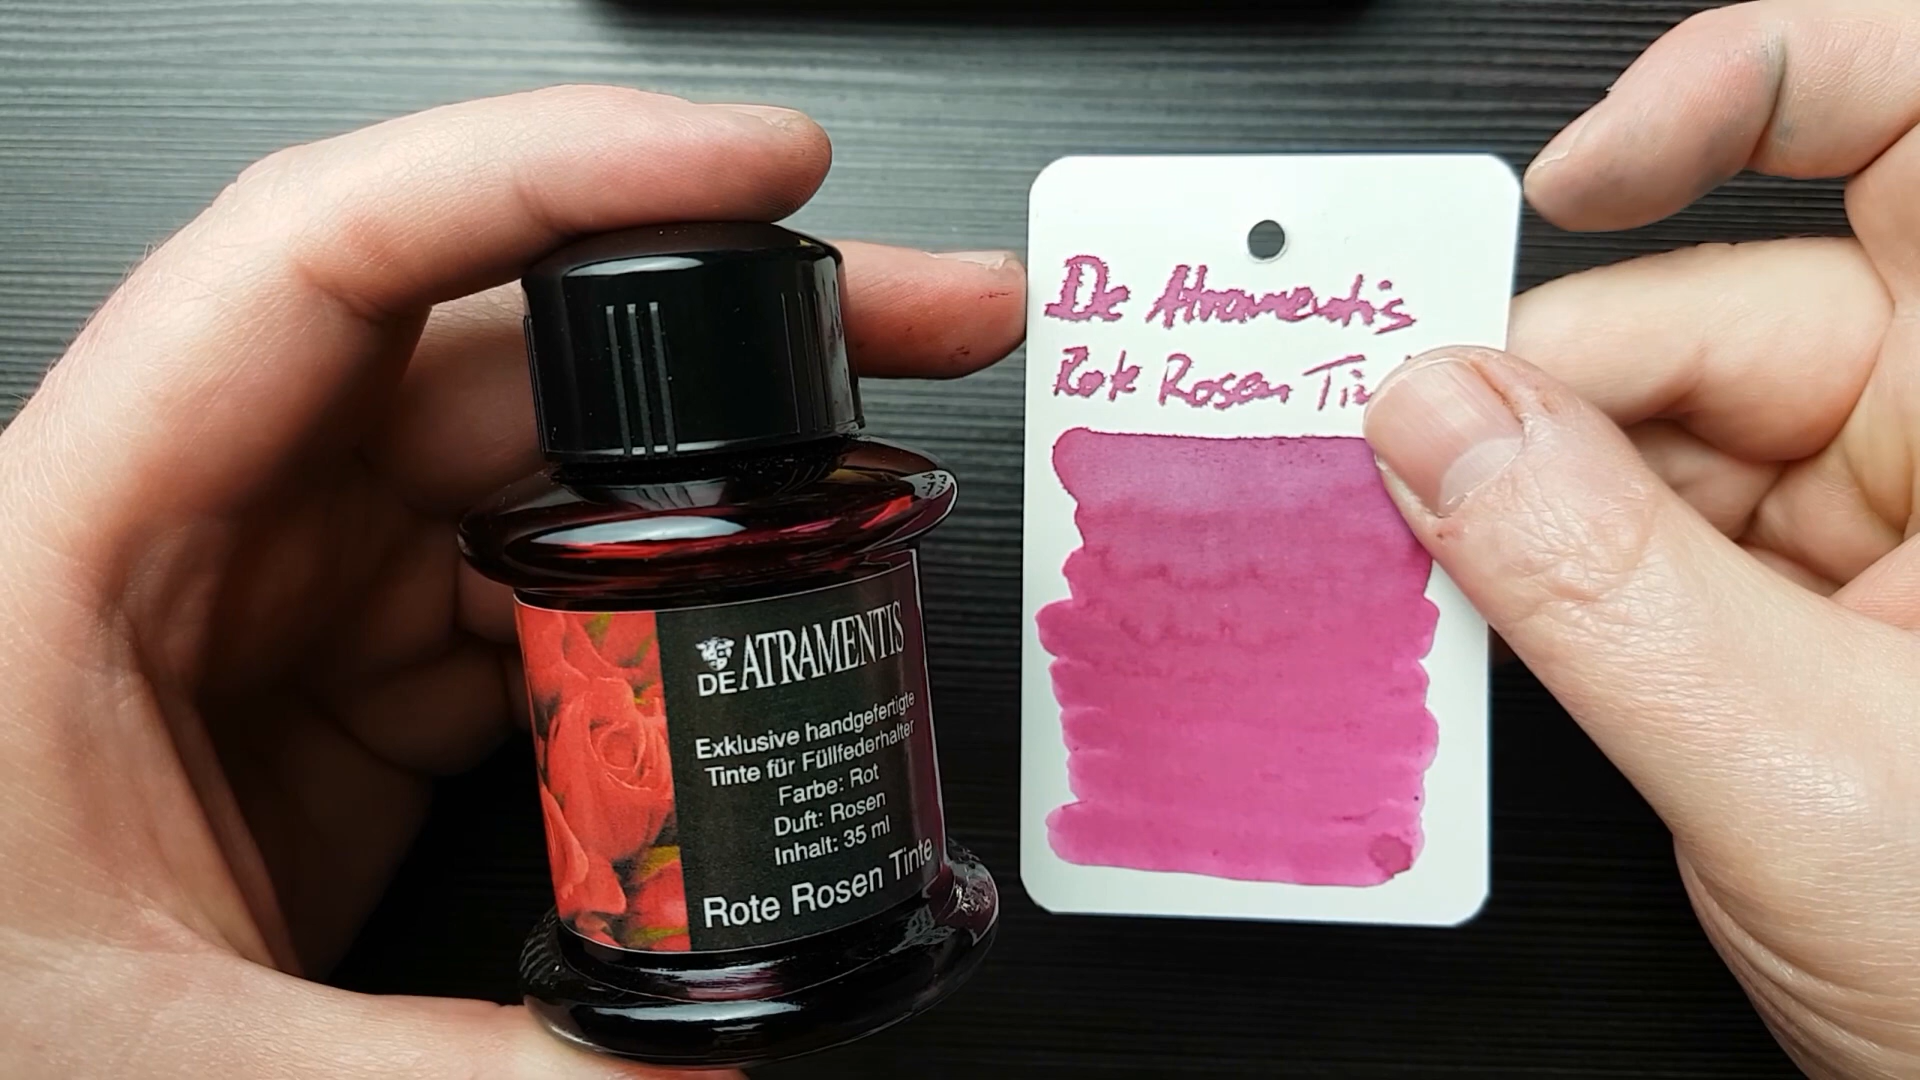 DE ATRAMENTIS
Exklusive handgefertigte
Tinte für Füllfederhalter
Farbe: Rot
Duft: Rosen
Inhalt: 35 ml
Rote Rosen Tinte
De Atramentis
Rote Rosen